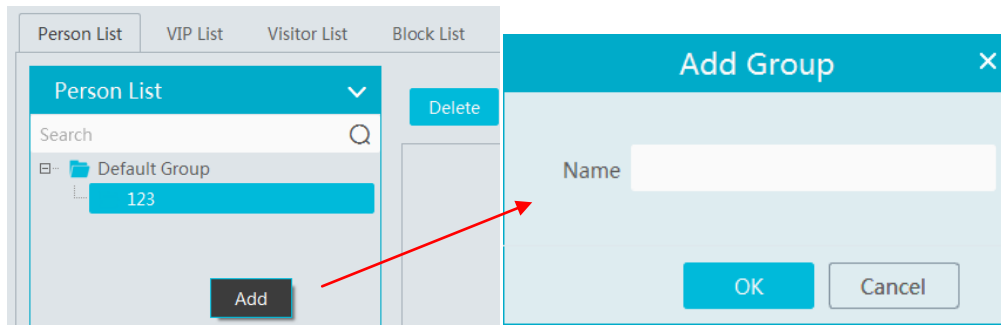 Person List VIP List Visitor List Block List
Person List
Delete
Search
Default Group
123
Add
Add Group
Name
OK Cancel